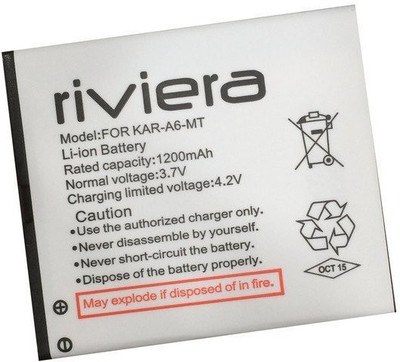 riviera
Model:FOR KAR-A6-MT
Li-ion Battery
Rated capacity:1200mAh
Normal voltage:3.7V
Charging limited voltage:4.2V
Caution
•Use the authorized charger only.
•Never disassemble by yourself.
•Never short-circuit the battery.
•Dispose of the battery properly.
May explode if disposed of in fire.
OCT 15